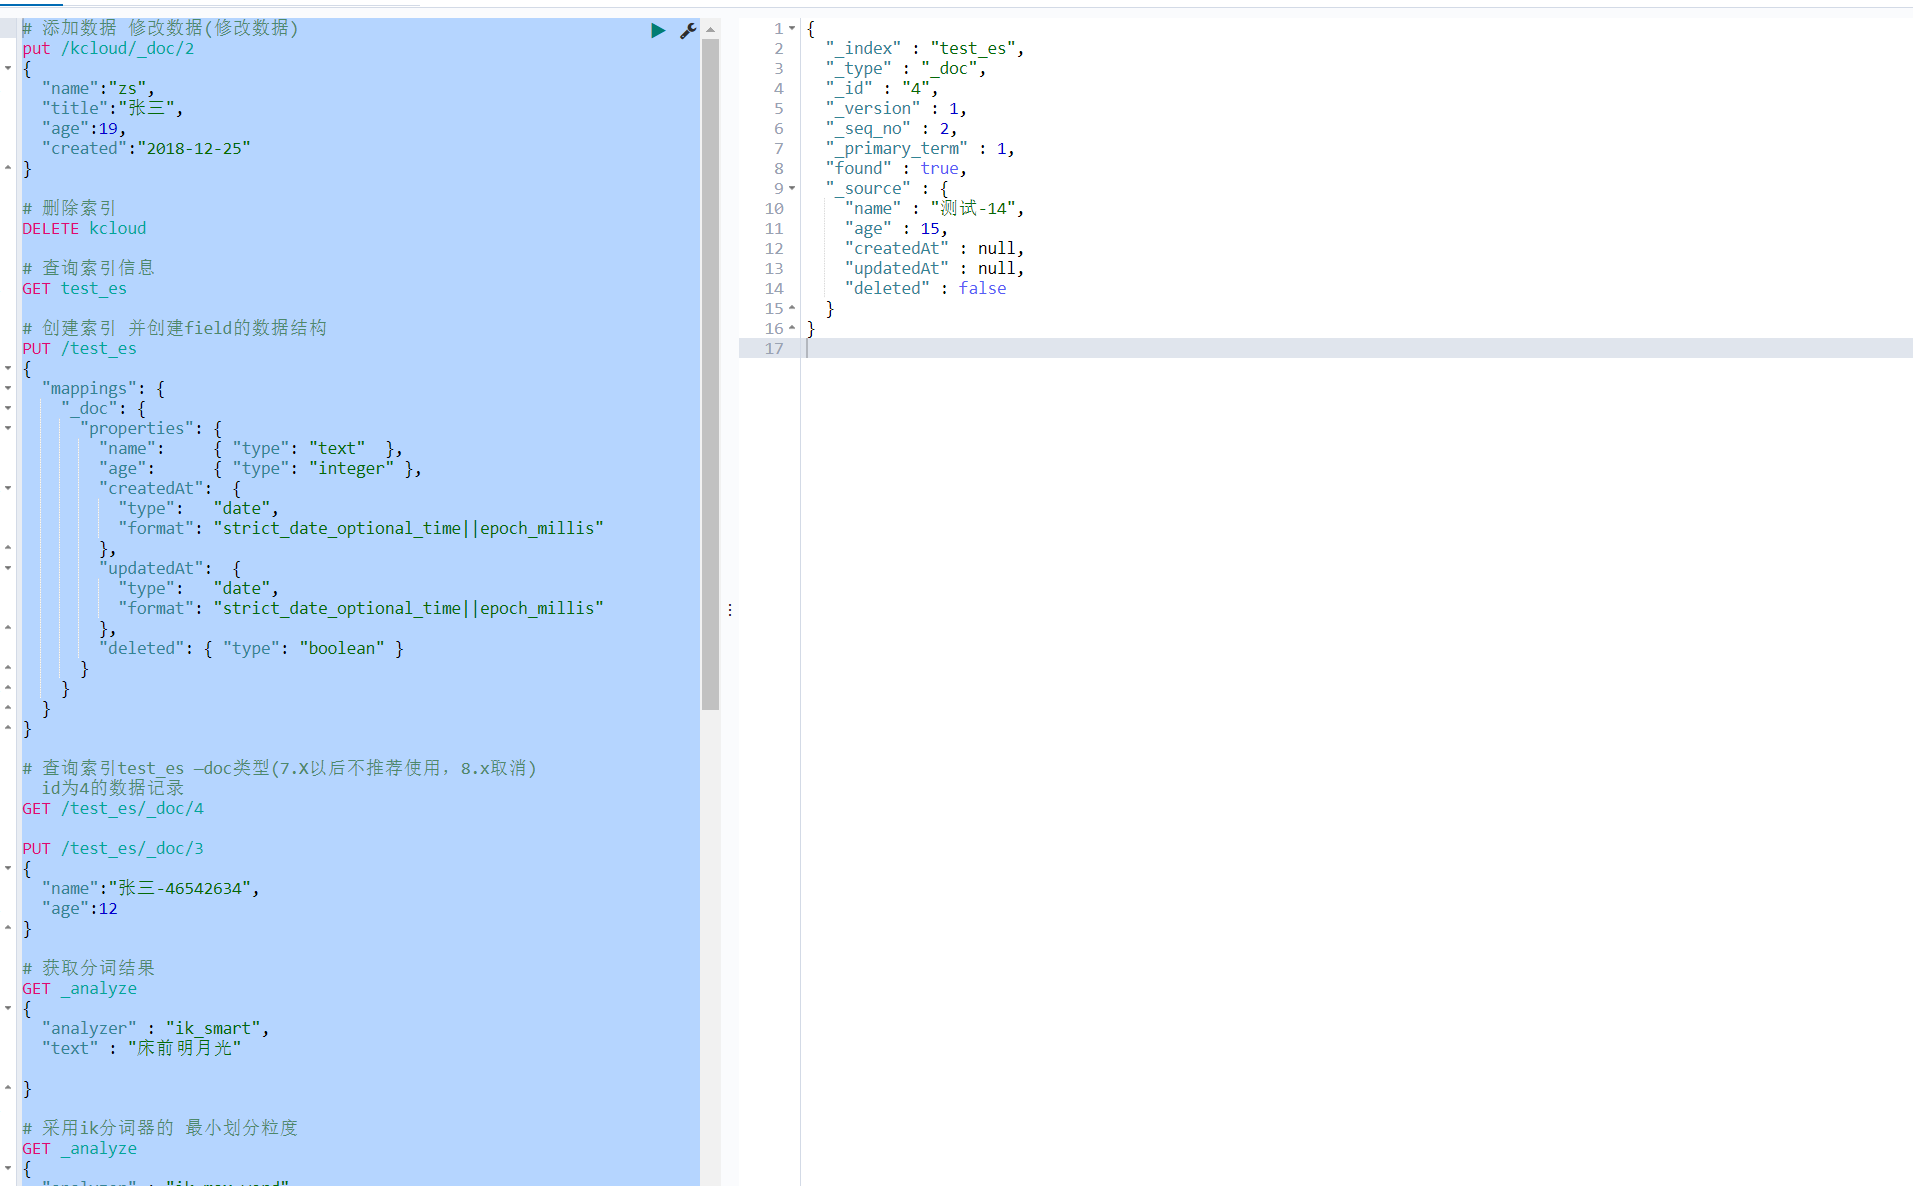 # 添加数据 修改数据(修改数据)
put /kcloud/_doc/2
{
  "name":"zs",
  "title":"张三",
  "age":19,
  "created":"2018-12-25"
}

# 删除索引
DELETE kcloud

# 查询索引信息
GET test_es

# 创建索引 并创建field的数据结构
PUT /test_es
{
  "mappings": {
    "_doc": {
      "properties": {
        "name":     { "type": "text"  },
        "age":      { "type": "integer" },
        "createdAt":  {
          "type":   "date",
          "format": "strict_date_optional_time||epoch_millis"
        },
        "updatedAt":  {
          "type":   "date",
          "format": "strict_date_optional_time||epoch_millis"
        },
        "deleted": { "type": "boolean" }
      }
    }
  }
}

# 查询索引test_es —doc类型(7.X以后不推荐使用，8.x取消)
  id为4的数据记录
GET /test_es/_doc/4

PUT /test_es/_doc/3
{
  "name":"张三-46542634",
  "age":12
}

# 获取分词结果
GET _analyze
{
  "analyzer" : "ik_smart",
  "text" : "床前明月光"

}

# 采用ik分词器的 最小划分粒度
GET _analyze
{
1 {
2   "_index" : "test_es",
3   "_type" : "_doc",
4   "_id" : "4",
5   "_version" : 1,
6   "_seq_no" : 2,
7   "_primary_term" : 1,
8   "found" : true,
9   "_source" : {
10     "name" : "测试-14",
11     "age" : 15,
12     "createdAt" : null,
13     "updatedAt" : null,
14     "deleted" : false
15   }
16 }
17